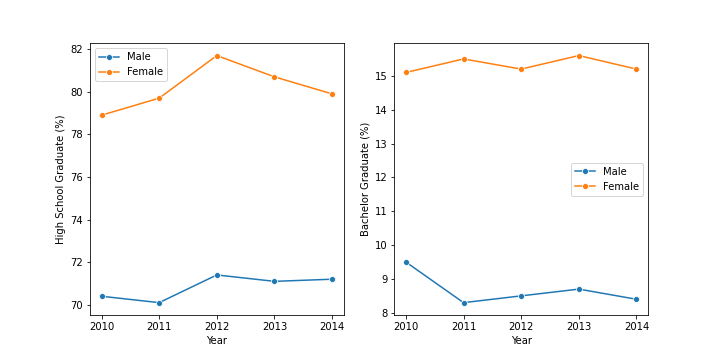 High School Graduate (%)
82
80
78
76
74
72
70
Male
Female
2010 2011 2012 2013 2014
Year
Bachelor Graduate (%)
15
14
13
12
11
10
9
8
Male
Female
2010 2011 2012 2013 2014
Year